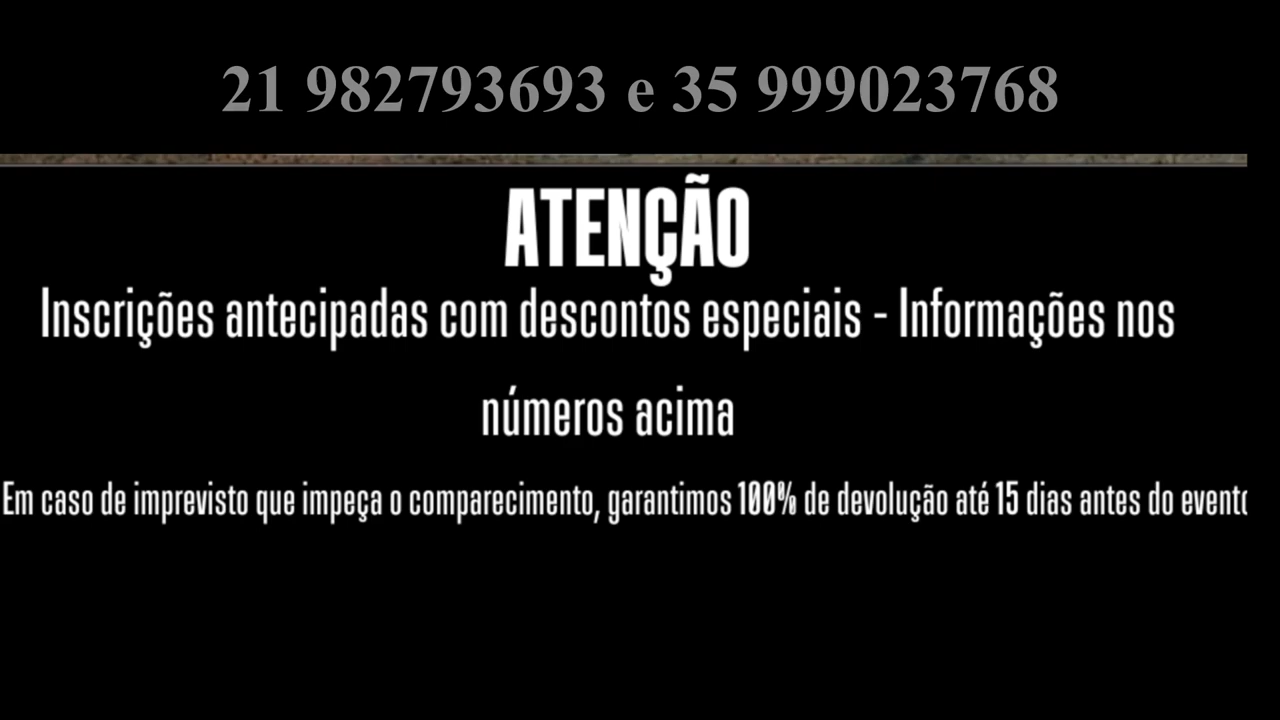 21 982793693 e 35 999023768
ATENÇÃO
Inscrições antecipadas com descontos especiais - Informações nos
números acima
Em caso de imprevisto que impeça o comparecimento, garantimos 100% de devolução até 15 dias antes do evento